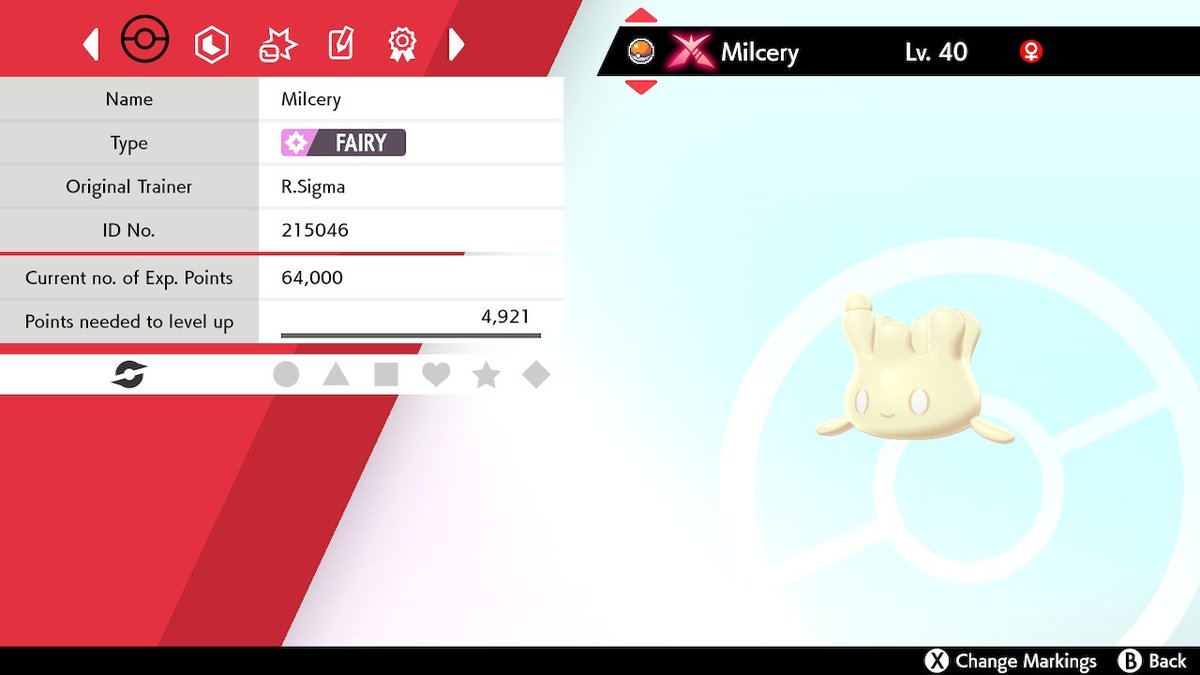 Milcery Lv. 40 ♀
Name Milcery
Type FAIRY
Original Trainer R.Sigma
ID No. 215046
Current no. of Exp. Points 64,000
Points needed to level up 4,921
X Change Markings B Back